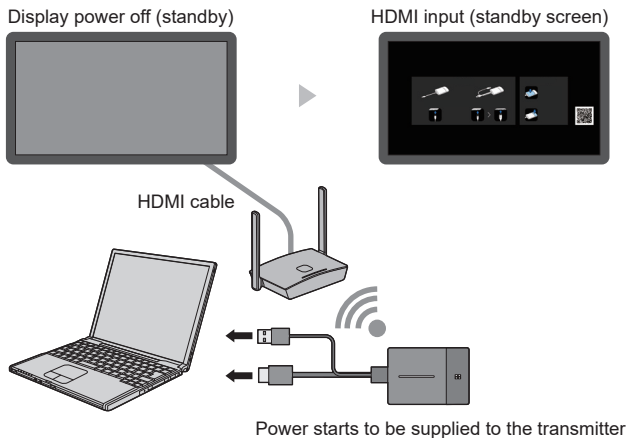 Display power off (standby)
HDMI input (standby screen)
HDMI cable
Power starts to be supplied to the transmitter